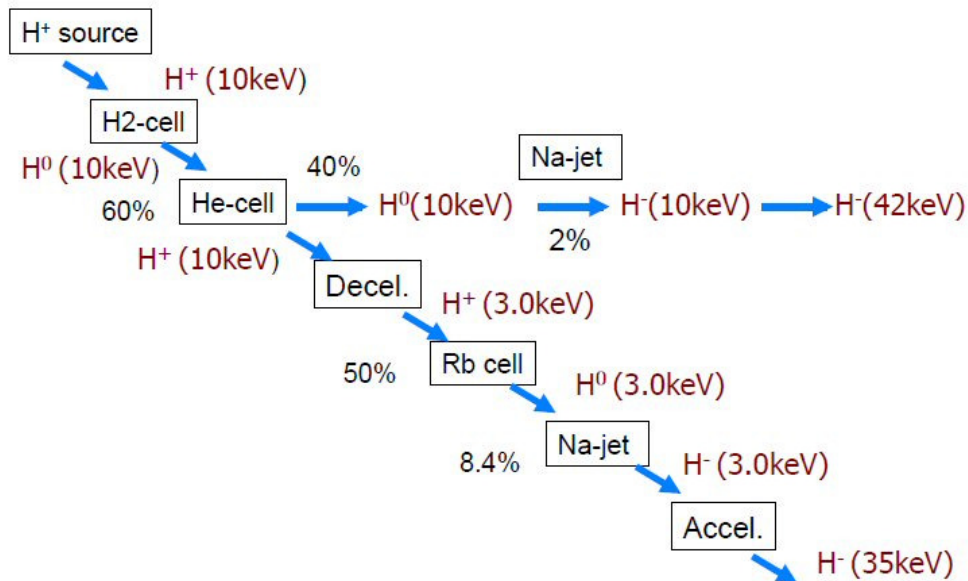 H⁺ source
H⁺ (10keV)
H2-cell
H⁰ (10keV)
60%
He-cell
40%
H⁰(10keV)
Na-jet
2%
H⁻(10keV)
H⁻(42keV)
H⁺ (10keV)
Decel.
H⁺ (3.0keV)
50%
Rb cell
H⁰ (3.0keV)
8.4%
Na-jet
H⁻ (3.0keV)
Accel.
H⁻ (35keV)